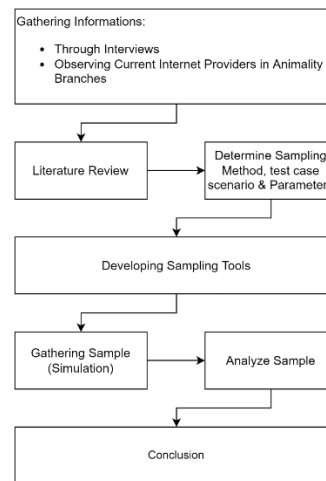 Gathering Informations:
Through Interviews
Observing Current Internet Providers in Animality
Branches
Literature Review
Determine Sampling
Method, test case
scenario & Parameter
Developing Sampling Tools
Gathering Sample
(Simulation)
Analyze Sample
Conclusion